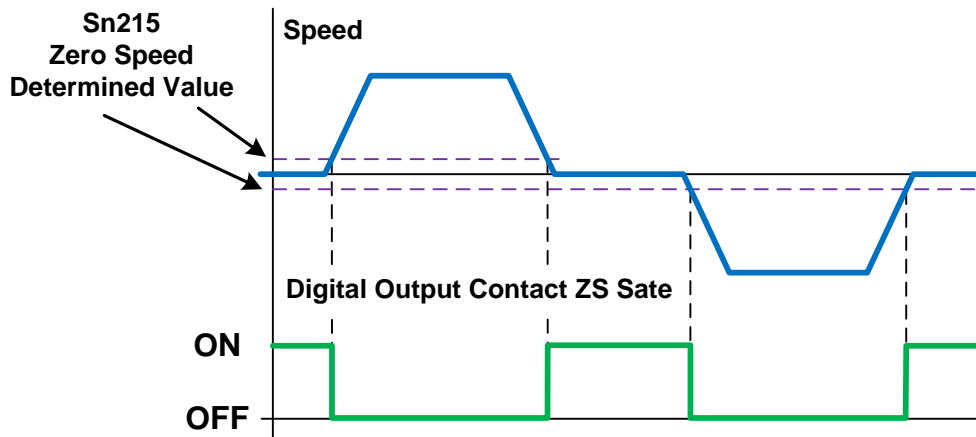 Sn215
Zero Speed
Determined Value
Speed
Digital Output Contact ZS Sate
ON
OFF